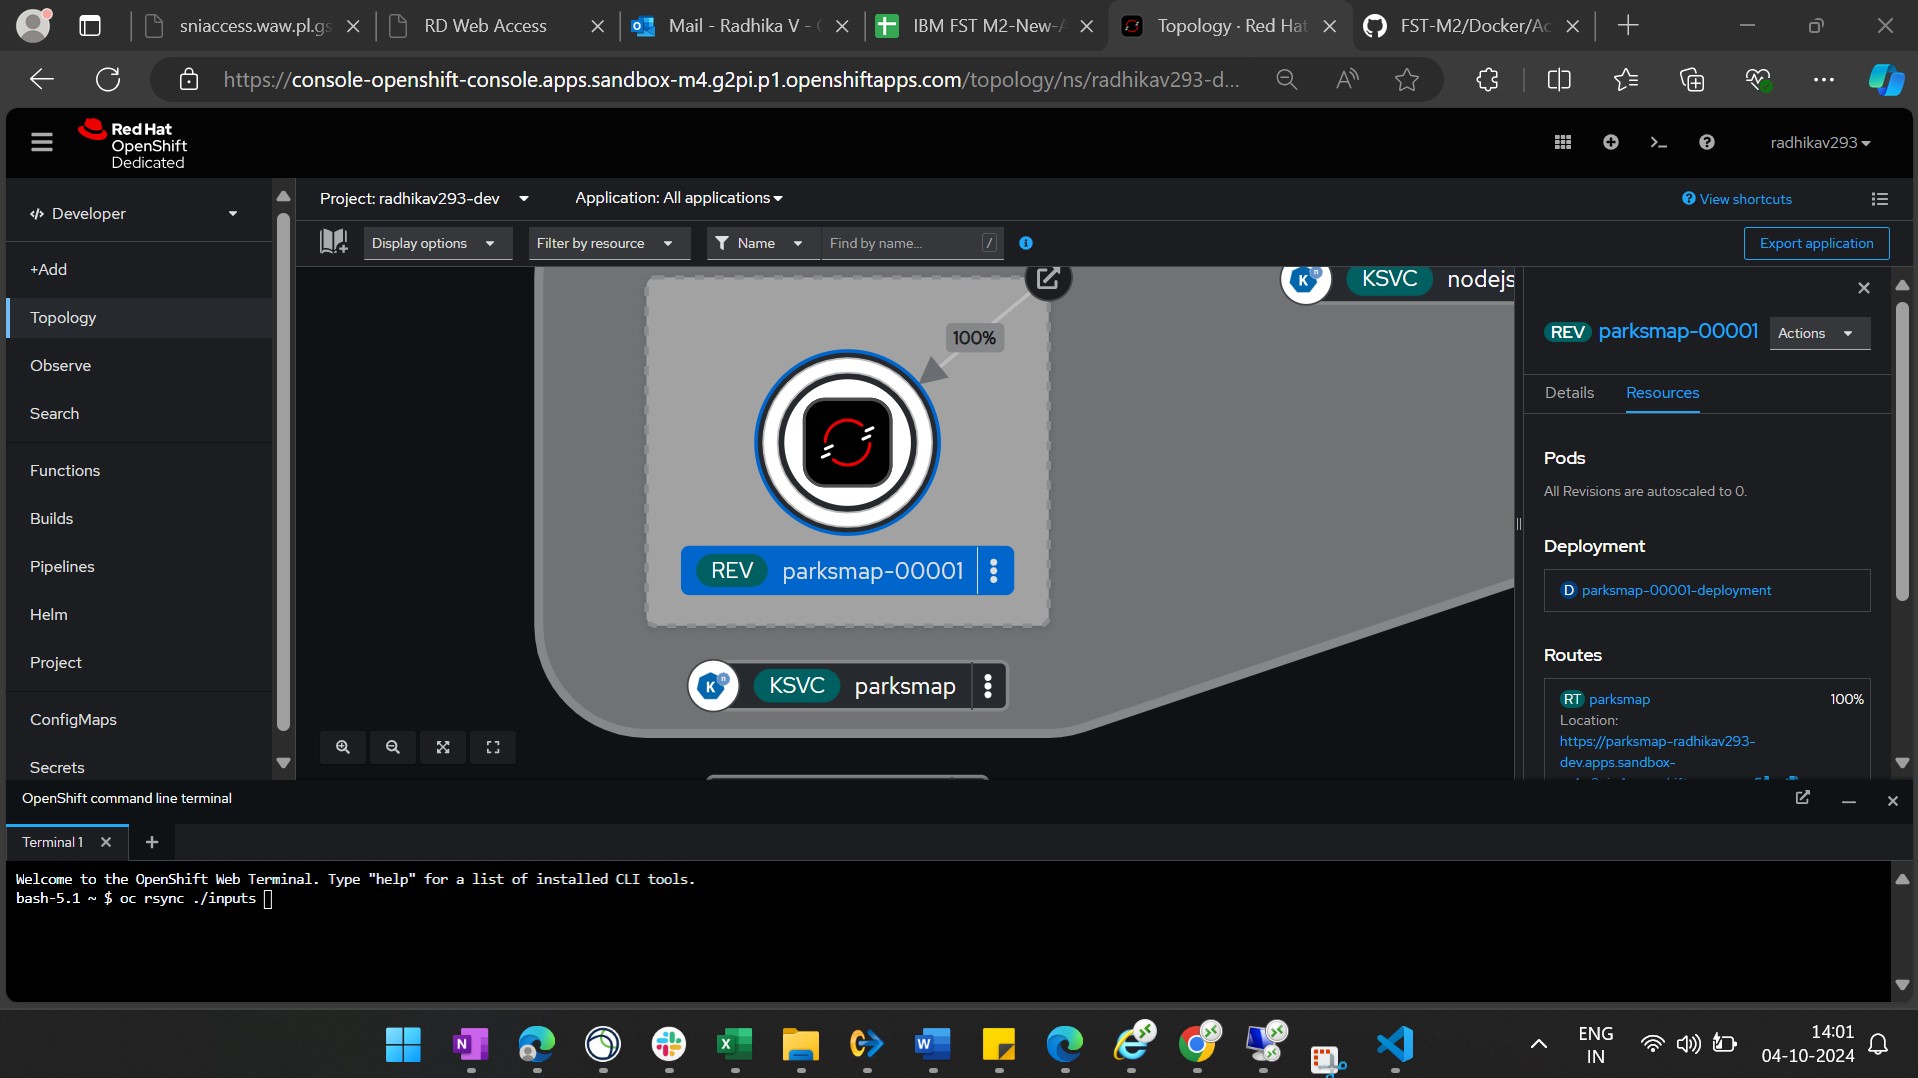 sniaccess.waw.pl.gs
RD Web Access
Mail - Radhika V -
IBM FST M2-New-
Topology · Red Hat
FST-M2/Docker/Ac
https://console-openshift-console.apps.sandbox-m4.g2pi.p1.openshiftapps.com/topology/ns/radhikav293-d...
Red Hat
OpenShift
Dedicated
radhikav293
Developer
Project: radhikav293-dev
Application: All applications
View shortcuts
Display options
Filter by resource
Name
Find by name...
/
Export application
+Add
Topology
Observe
Search
Functions
Builds
Pipelines
Helm
Project
ConfigMaps
Secrets
100%
REV parksmap-00001
KSVC parksmap
KSVC nodejs
REV parksmap-00001
Actions
Details
Resources
Pods
All Revisions are autoscaled to 0.
Deployment
D parksmap-00001-deployment
Routes
RT parksmap
100%
Location:
https://parksmap-radhikav293-
dev.apps.sandbox-
OpenShift command line terminal
Terminal 1
Welcome to the OpenShift Web Terminal. Type "help" for a list of installed CLI tools.
bash-5.1 ~ $ oc rsync ./inputs
ENG
IN
14:01
04-10-2024